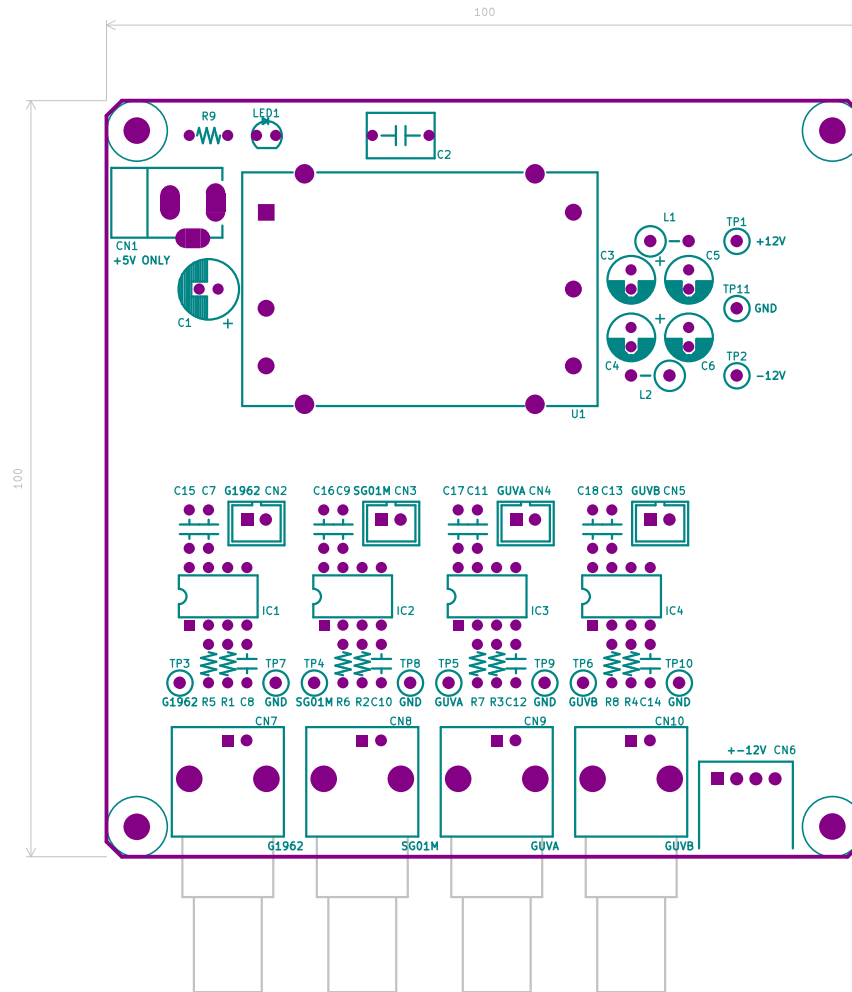 100
R9
LED1
C2
CN1
+5V ONLY
C1
+
U1
L1
TP1
+12V
C3
+
C5
TP11
GND
+
C4
C6
TP2
-12V
L2
100
C15 C7 G1962 CN2
C16 C9 SG01M CN3
C17 C11 GUVA CN4
C18 C13 GUVB CN5
IC1
IC2
IC3
IC4
TP3 TP7 TP4 TP8 TP5 TP9 TP6 TP10
G1962 R5 R1 C8 GND
SG01M R6 R2 C10 GND
GUVA R7 R3 C12 GND
GUVB R8 R4 C14 GND
CN7
CN8
CN9
CN10
+-12V CN6
G1962
SG01M
GUVA
GUVB